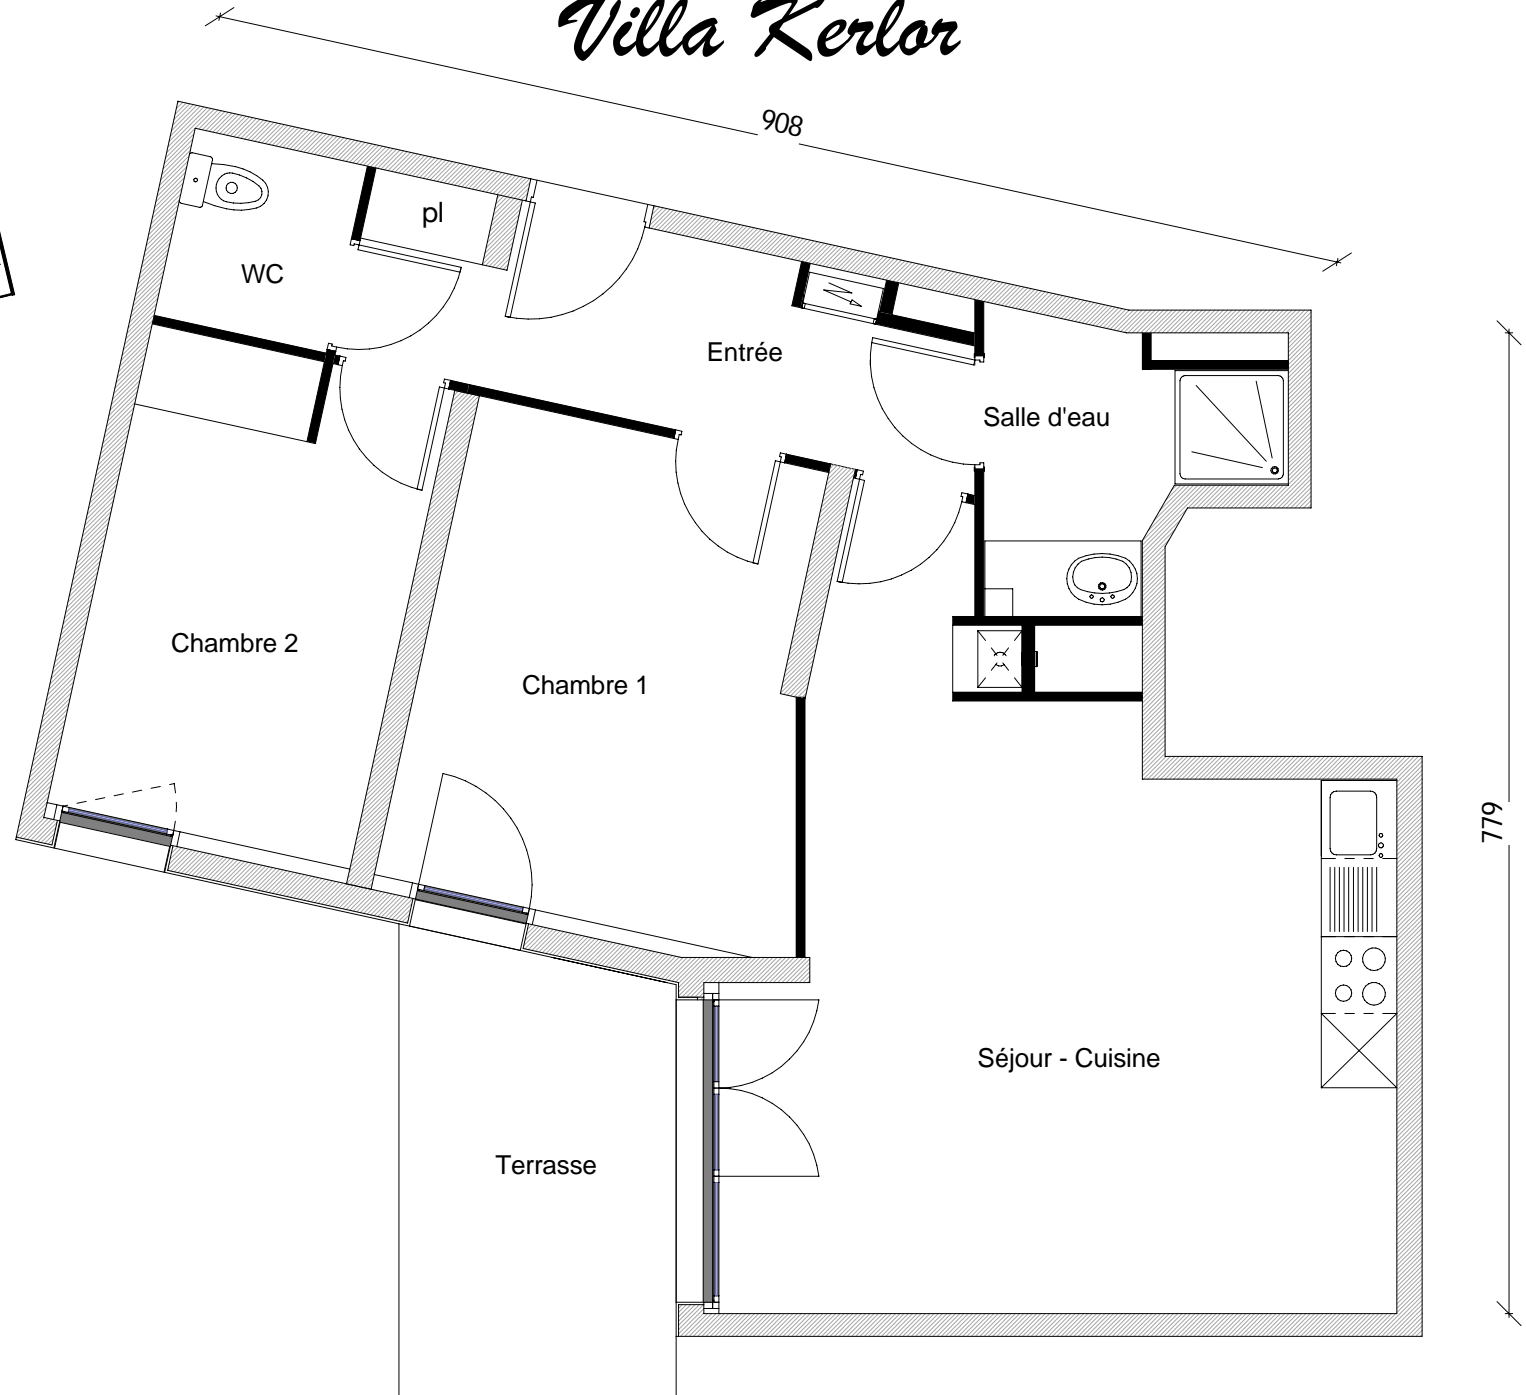 Villa Kerlor
908
pl
WC
Entrée
Salle d'eau
Chambre 2
Chambre 1
779
Séjour - Cuisine
Terrasse